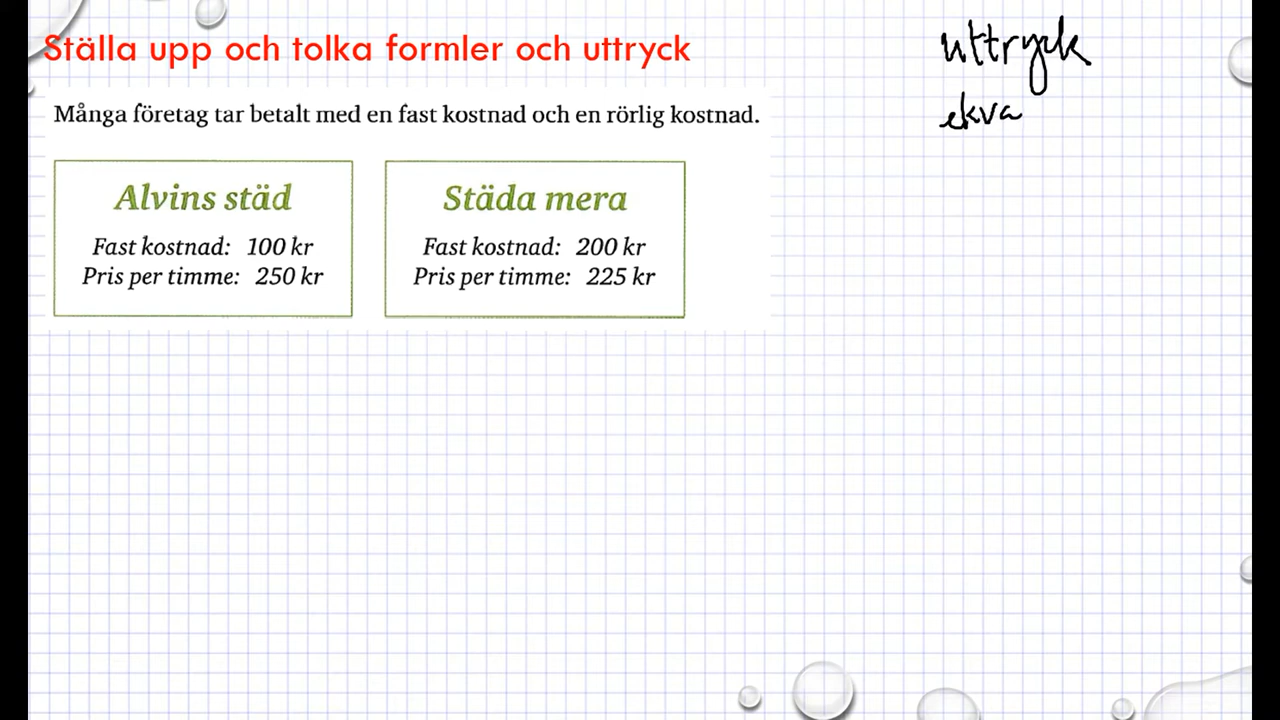 Ställa upp och tolka formler och uttryck
uttryck
ekva
Många företag tar betalt med en fast kostnad och en rörlig kostnad.
Alvins städ
Fast kostnad: 100 kr
Pris per timme: 250 kr
Städa mera
Fast kostnad: 200 kr
Pris per timme: 225 kr